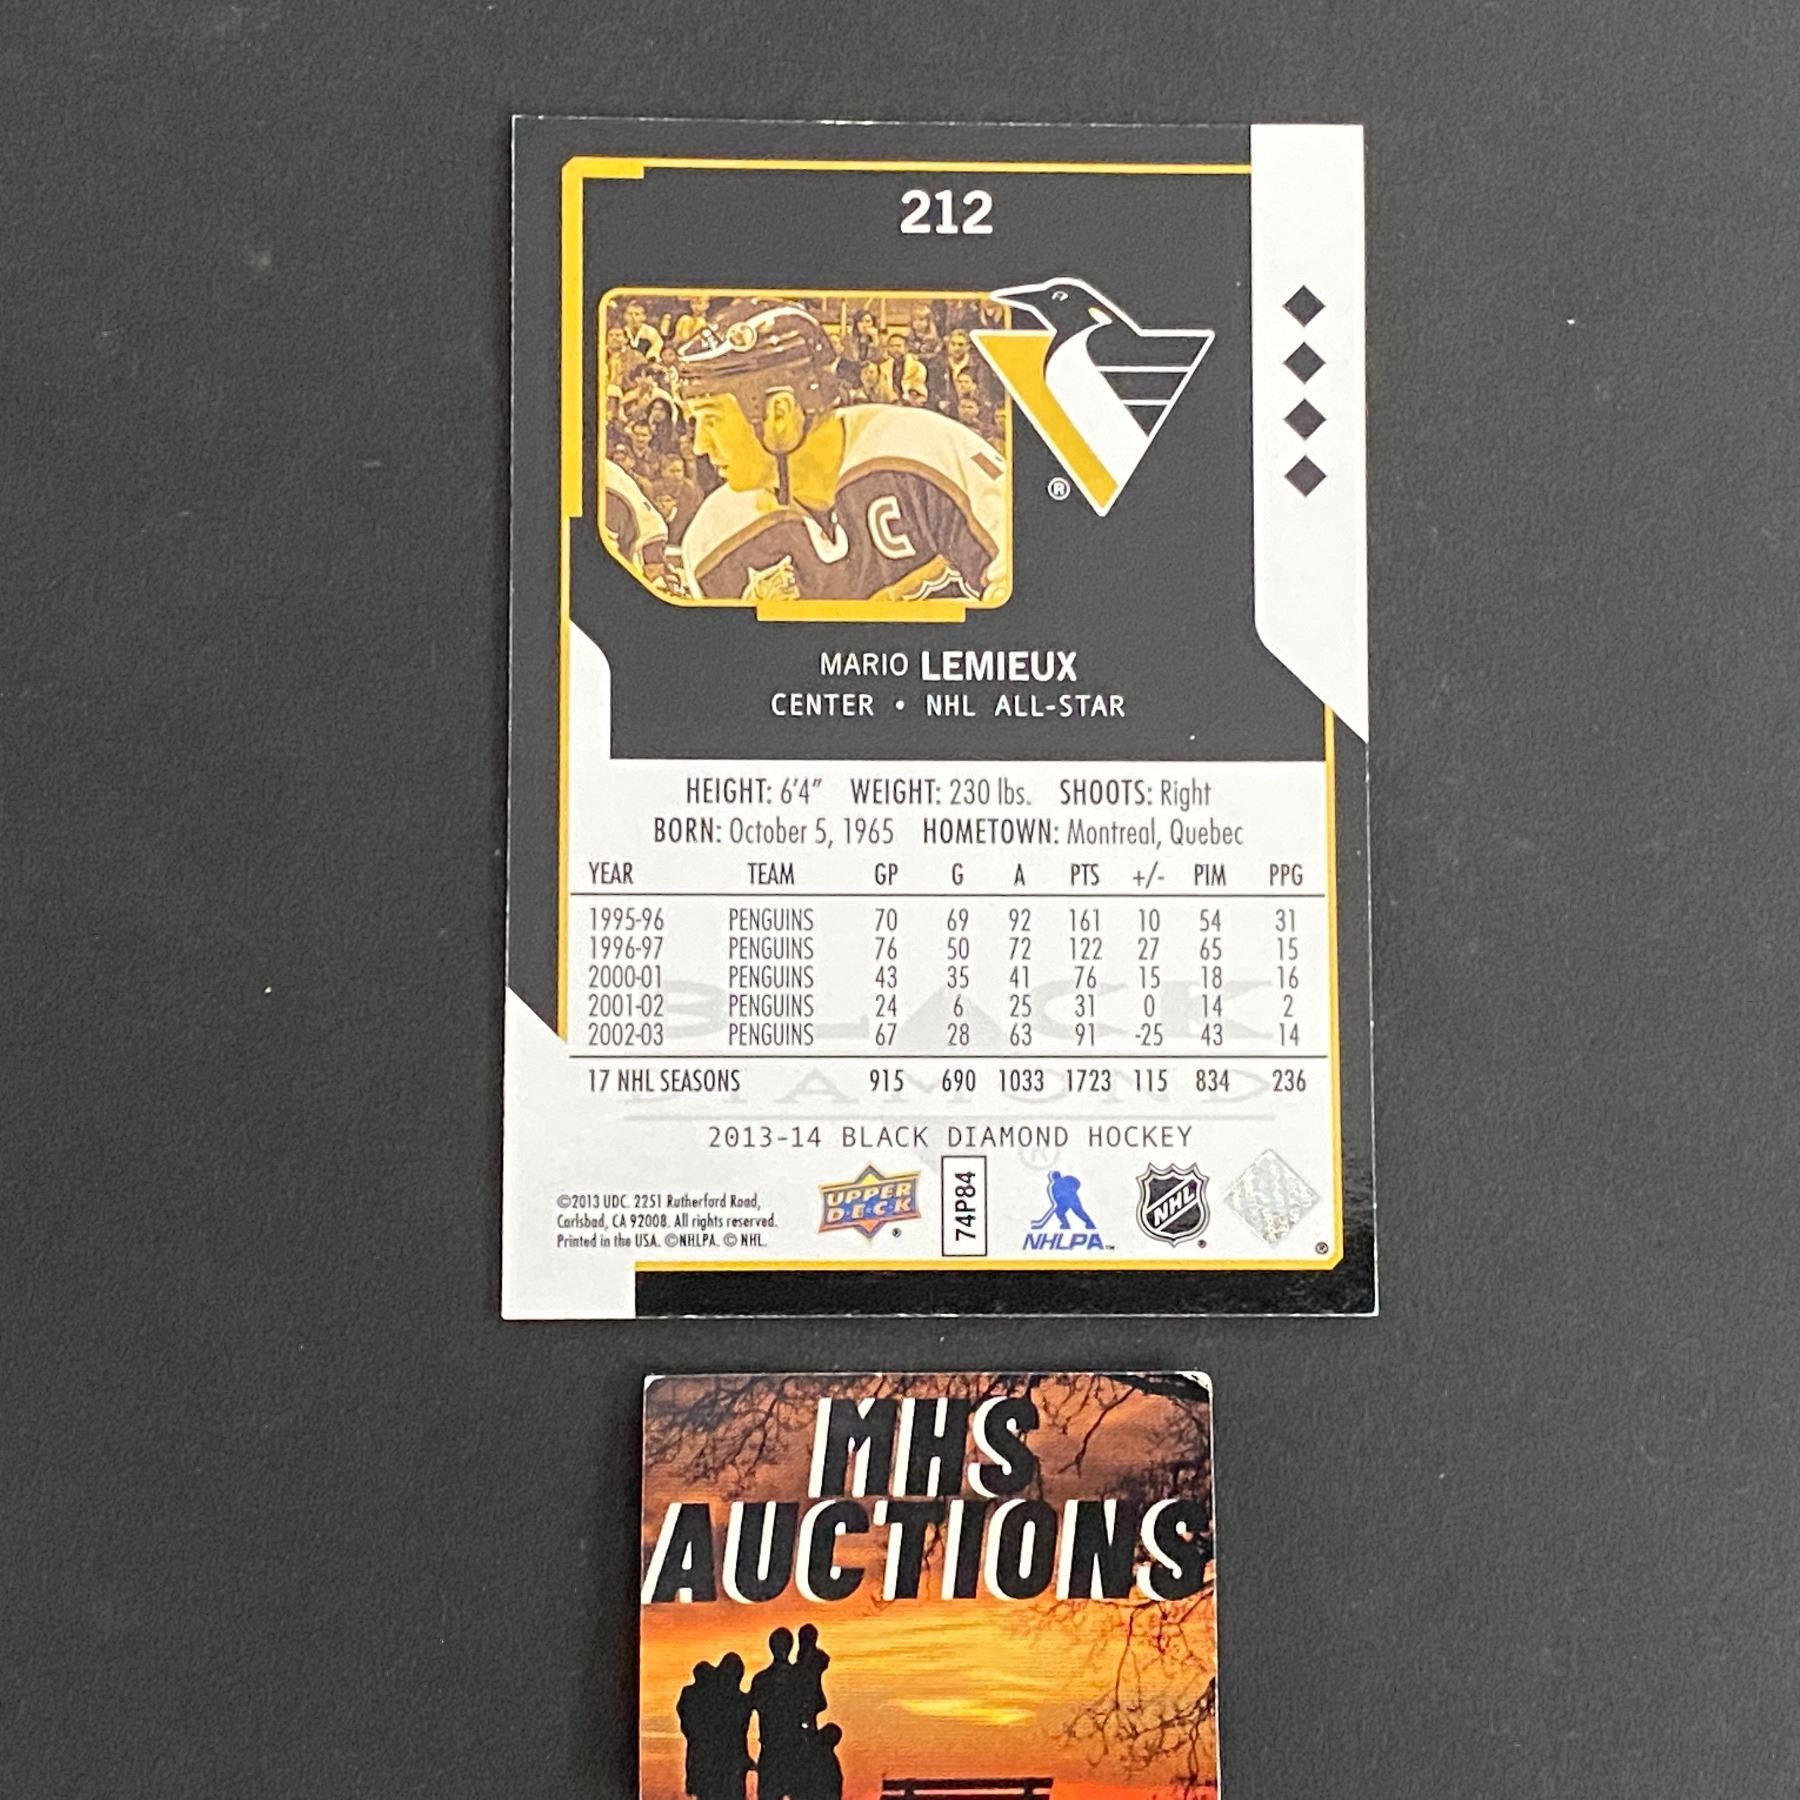 212
C
®
MARIO LEMIEUX
CENTER • NHL ALL-STAR
HEIGHT: 6'4" WEIGHT: 230 lbs. SHOOTS: Right
BORN: October 5, 1965 HOMETOWN: Montreal, Quebec
YEAR TEAM GP G A PTS +/- PIM PPG
1995-96 PENGUINS 70 69 92 161 10 54 31
1996-97 PENGUINS 76 50 72 122 27 65 15
2000-01 PENGUINS 43 35 41 76 15 18 16
2001-02 PENGUINS 24 6 25 31 0 14 2
2002-03 PENGUINS 67 28 63 91 -25 43 14
17 NHL SEASONS 915 690 1033 1723 115 834 236
BLACK
DIAMOND
®
2013-14 BLACK DIAMOND HOCKEY
©2013 UDC. 2251 Rutherford Road,
Carlsbad, CA 92008. All rights reserved.
Printed in the USA. ©NHLPA. © NHL.
UPPER
D•E•C•K
®
74P84
NHLPA™
NHL
®
®
MHS
AUCTIONS